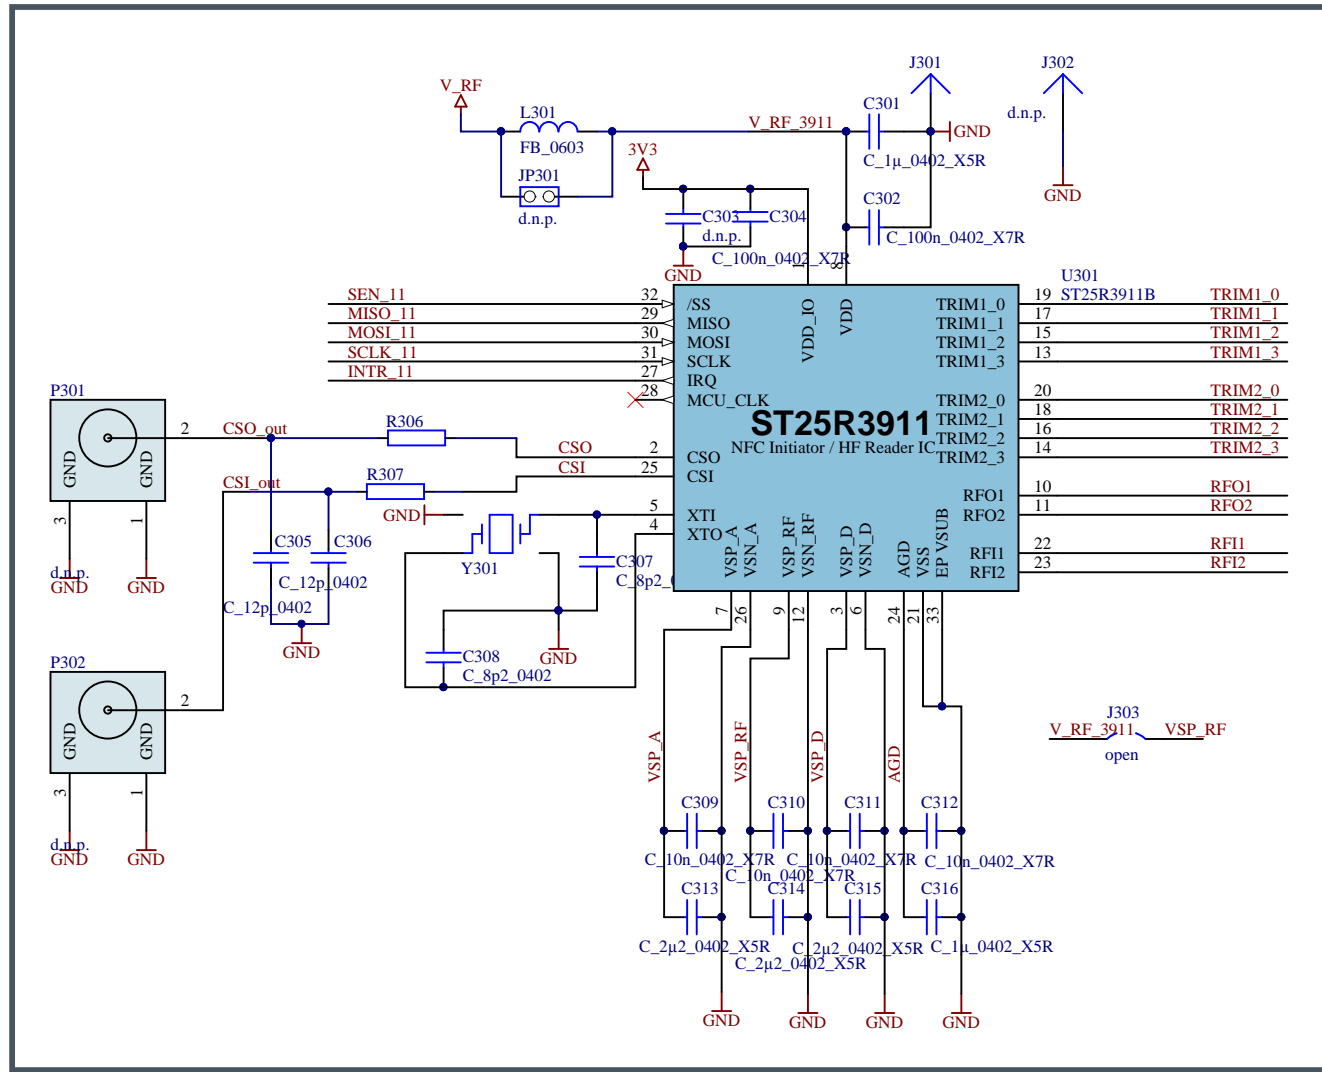 J301
J302
V_RF
L301
C301
V_RF_3911
GND
d.n.p.
FB_0603
3V3
C_1µ_0402_X5R
JP301
d.n.p.
GND
C302
C303
d.n.p.
C304
C_100n_0402_X7R
C_100n_0402_X7R
GND
1
8
U301
ST25R3911B
SEN_11 32 /SS
MISO_11 29 MISO
MOSI_11 30 MOSI
SCLK_11 31 SCLK
INTR_11 27 IRQ
28 MCU_CLK
VDD_IO
VDD
TRIM1_0 19 TRIM1_0
TRIM1_1 17 TRIM1_1
TRIM1_2 15 TRIM1_2
TRIM1_3 13 TRIM1_3
TRIM2_0 20 TRIM2_0
TRIM2_1 18 TRIM2_1
TRIM2_2 16 TRIM2_2
TRIM2_3 14 TRIM2_3
ST25R3911
NFC Initiator / HF Reader IC
P301
2
CSO_out
R306
CSO 2 CSO
CSI 25 CSI
GND
GND
3
1
d.n.p.
GND
GND
CSI_out
R307
GND
5 XTI
4 XTO
Y301
RFO1 10 RFO1
RFO2 11 RFO2
RFI1 22 RFI1
RFI2 23 RFI2
C305
C306
C_12p_0402
C_12p_0402
GND
C307
C_8p2_0
GND
C308
C_8p2_0402
VSP_A
VSN_A
VSP_RF
VSN_RF
VSP_D
VSN_D
AGD
VSS
EP VSUB
7
26
9
12
3
6
24
21
33
P302
2
GND
GND
3
1
d.n.p.
GND
GND
VSP_A
VSP_RF
VSP_D
AGD
J303
V_RF_3911
VSP_RF
open
C309
C310
C311
C312
C_10n_0402_X7R
C_10n_0402_X7R
C_10n_0402_X7R
C_10n_0402_X7R
C313
C314
C315
C316
C_2µ2_0402_X5R
C_2µ2_0402_X5R
C_2µ2_0402_X5R
C_1µ_0402_X5R
GND
GND
GND
GND